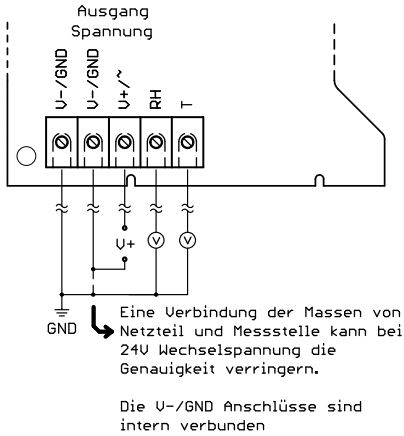 Ausgang
Spannung
V-/GND
V-/GND
V+/~
RH
T
V+
V
V
GND
Eine Verbindung der Massen von
Netzteil und Messstelle kann bei
24V Wechselspannung die
Genauigkeit verringern.
Die V-/GND Anschlüsse sind
intern verbunden